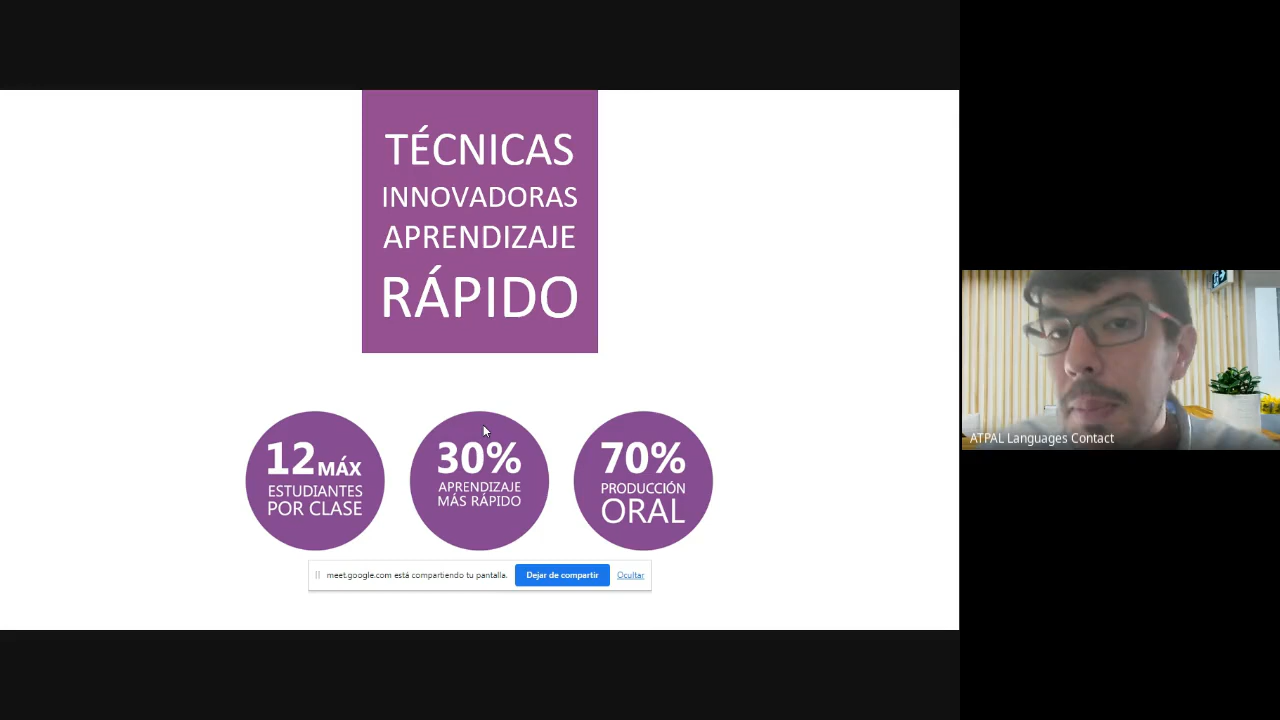 TÉCNICAS
INNOVADORAS
APRENDIZAJE
RÁPIDO
12 MÁX
ESTUDIANTES
POR CLASE
30%
APRENDIZAJE
MÁS RÁPIDO
70%
PRODUCCIÓN
ORAL
meet.google.com está compartiendo tu pantalla. Dejar de compartir Ocultar
ATPAL Languages Contact